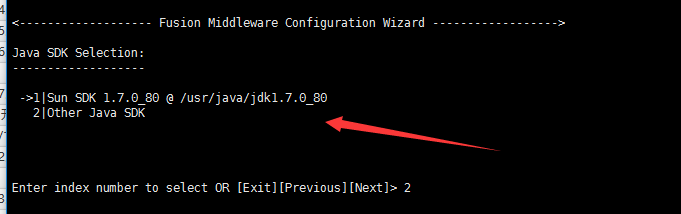 <------------------- Fusion Middleware Configuration Wizard ------------------>
Java SDK Selection:
-------------------
->1|Sun SDK 1.7.0_80 @ /usr/java/jdk1.7.0_80
2|Other Java SDK
Enter index number to select OR [Exit][Previous][Next]> 2